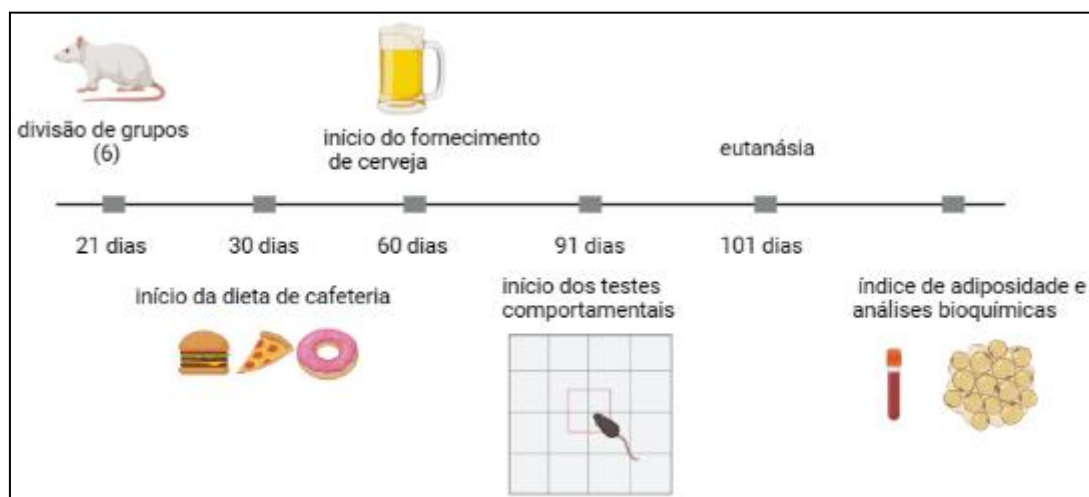 divisão de grupos
(6)
início do fornecimento
de cerveja
eutanásia
21 dias
30 dias
60 dias
91 dias
101 dias
início da dieta de cafeteria
início dos testes
comportamentais
índice de adiposidade e
análises bioquímicas